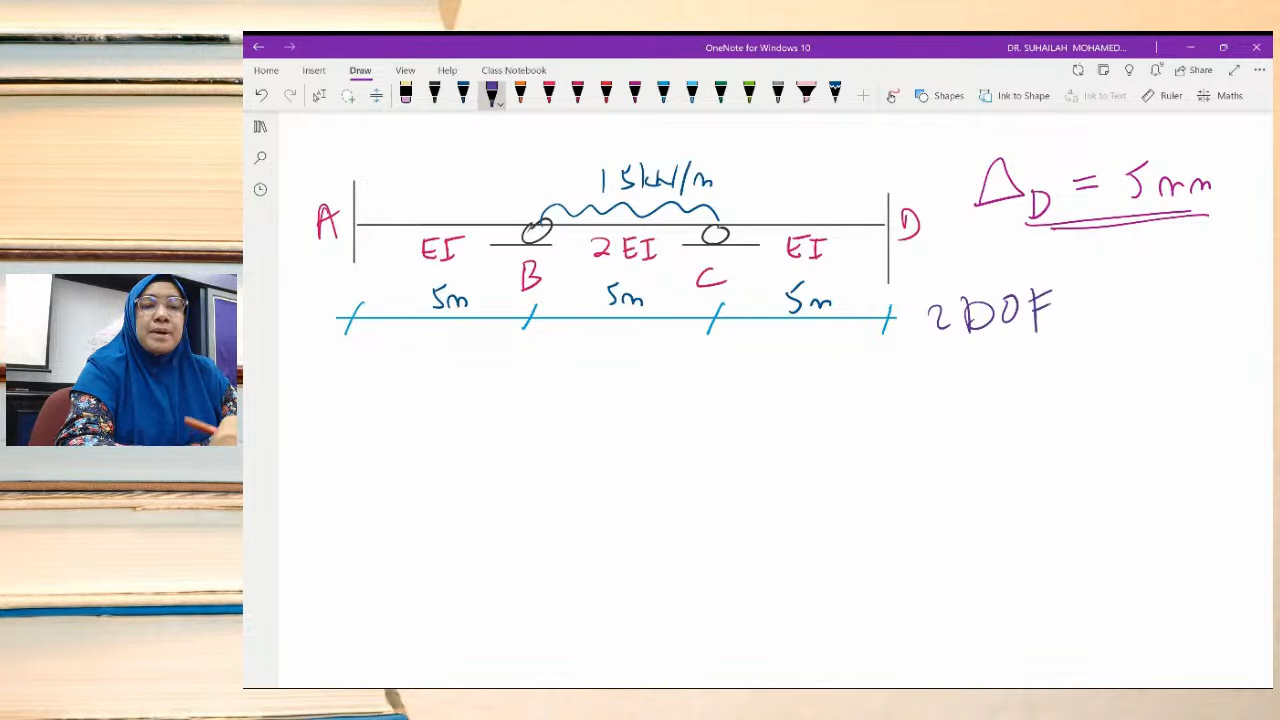 OneNote for Windows 10
DR. SUHAILAH MOHAMED...
Home Insert Draw View Help Class Notebook
Share
Shapes Ink to Shape Ink to Text Ruler Maths
15kN/m
Δ_D = 5mm
A D
EI 2EI EI
B C
5m 5m 5m
2DOF